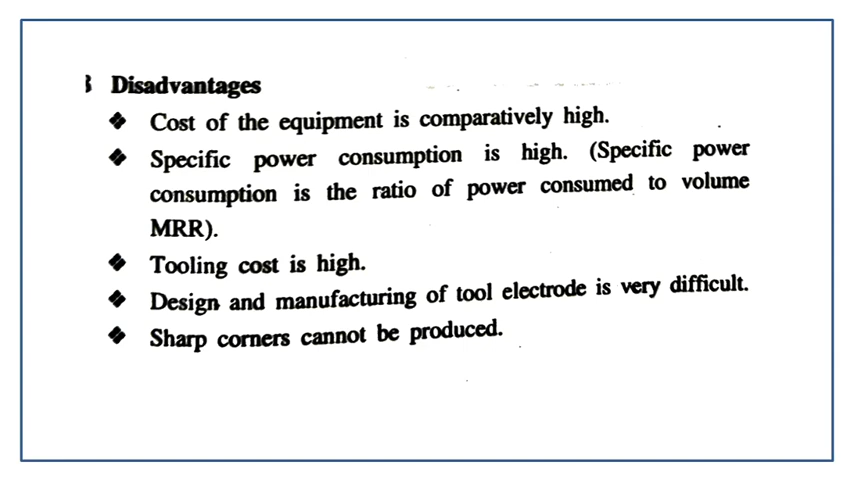 Disadvantages
❖ Cost of the equipment is comparatively high.
❖ Specific power consumption is high. (Specific power
consumption is the ratio of power consumed to volume
MRR).
❖ Tooling cost is high.
❖ Design and manufacturing of tool electrode is very difficult.
❖ Sharp corners cannot be produced.